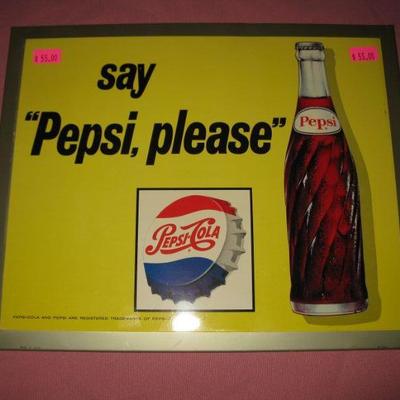 $ 55.00
$ 55.00
say
"Pepsi, please"
Pepsi
PEPSI-COLA
PEPSI-COLA AND PEPSI ARE REGISTERED TRADEMARKS OF